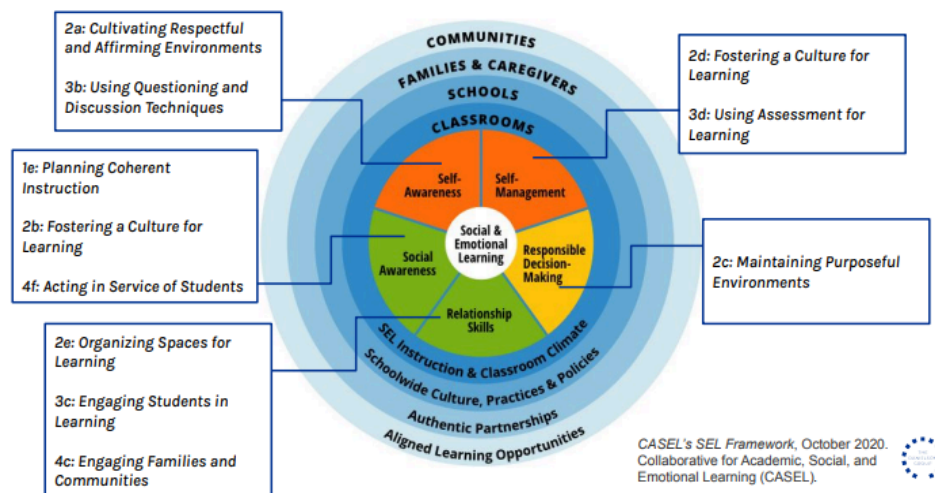 2a: Cultivating Respectful
and Affirming Environments
3b: Using Questioning and
Discussion Techniques
1e: Planning Coherent
Instruction
2b: Fostering a Culture for
Learning
4f: Acting in Service of Students
2e: Organizing Spaces for
Learning
3c: Engaging Students in
Learning
4c: Engaging Families and
Communities
COMMUNITIES
FAMILIES & CAREGIVERS
SCHOOLS
CLASSROOMS
Self-
Awareness
Self-
Management
Social &
Emotional
Learning
Social
Awareness
Responsible
Decision-
Making
Relationship
Skills
SEL Instruction & Classroom Climate
Schoolwide Culture, Practices & Policies
Authentic Partnerships
Aligned Learning Opportunities
2d: Fostering a Culture for
Learning
3d: Using Assessment for
Learning
2c: Maintaining Purposeful
Environments
CASEL's SEL Framework, October 2020.
Collaborative for Academic, Social, and
Emotional Learning (CASEL).